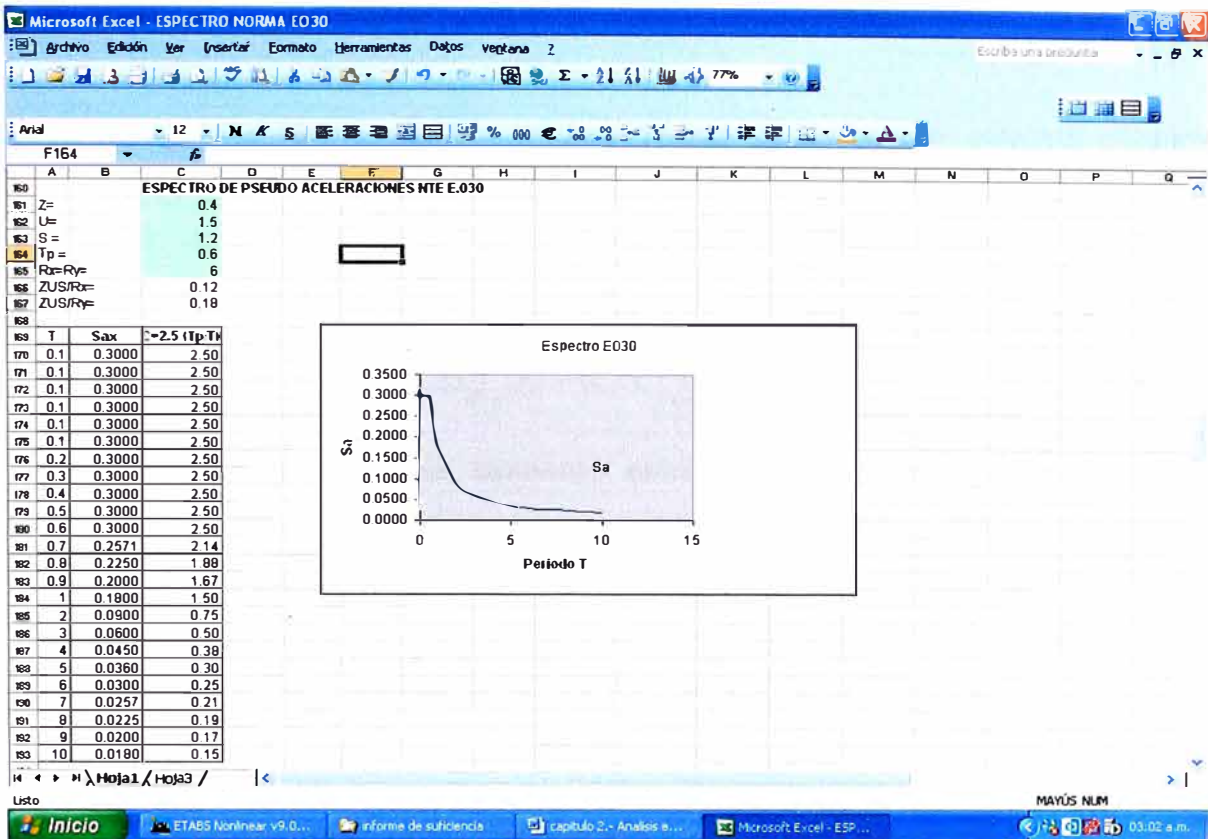 Microsoft Excel - ESPECTRO NORMA E030
Archivo Edición Ver Insertar Formato Herramientas Datos Ventana ?
Escriba una pregunta
77%
Arial 12 N K S % 000 €
F164 fx
A B C D E F G H I J K L M N O P Q
160 ESPECTRO DE PSEUDO ACELERACIONES NTE E.030
161 Z= 0.4
162 U= 1.5
163 S = 1.2
164 Tp = 0.6
165 Rx=Ry= 6
166 ZUS/Rx= 0.12
167 ZUS/Ry= 0.18
168
169 T Sax C=2.5 (Tp/T)
170 0.1 0.3000 2.50
171 0.1 0.3000 2.50
172 0.1 0.3000 2.50
173 0.1 0.3000 2.50
174 0.1 0.3000 2.50
175 0.1 0.3000 2.50
176 0.2 0.3000 2.50
177 0.3 0.3000 2.50
178 0.4 0.3000 2.50
179 0.5 0.3000 2.50
180 0.6 0.3000 2.50
181 0.7 0.2571 2.14
182 0.8 0.2250 1.88
183 0.9 0.2000 1.67
184 1 0.1800 1.50
185 2 0.0900 0.75
186 3 0.0600 0.50
187 4 0.0450 0.38
188 5 0.0360 0.30
189 6 0.0300 0.25
190 7 0.0257 0.21
191 8 0.0225 0.19
192 9 0.0200 0.17
193 10 0.0180 0.15
Espectro E030
0.3500
0.3000
0.2500
0.2000
0.1500
0.1000
0.0500
0.0000
Sa
Sa
0 5 10 15
Periodo T
Hoja1 Hoja3
Listo
MAYÚS NUM
Inicio
ETABS Nonlinear v9.0...
informe de suficiencia
capitulo 2.- Analisis e...
Microsoft Excel - ESP...
03:02 a.m.